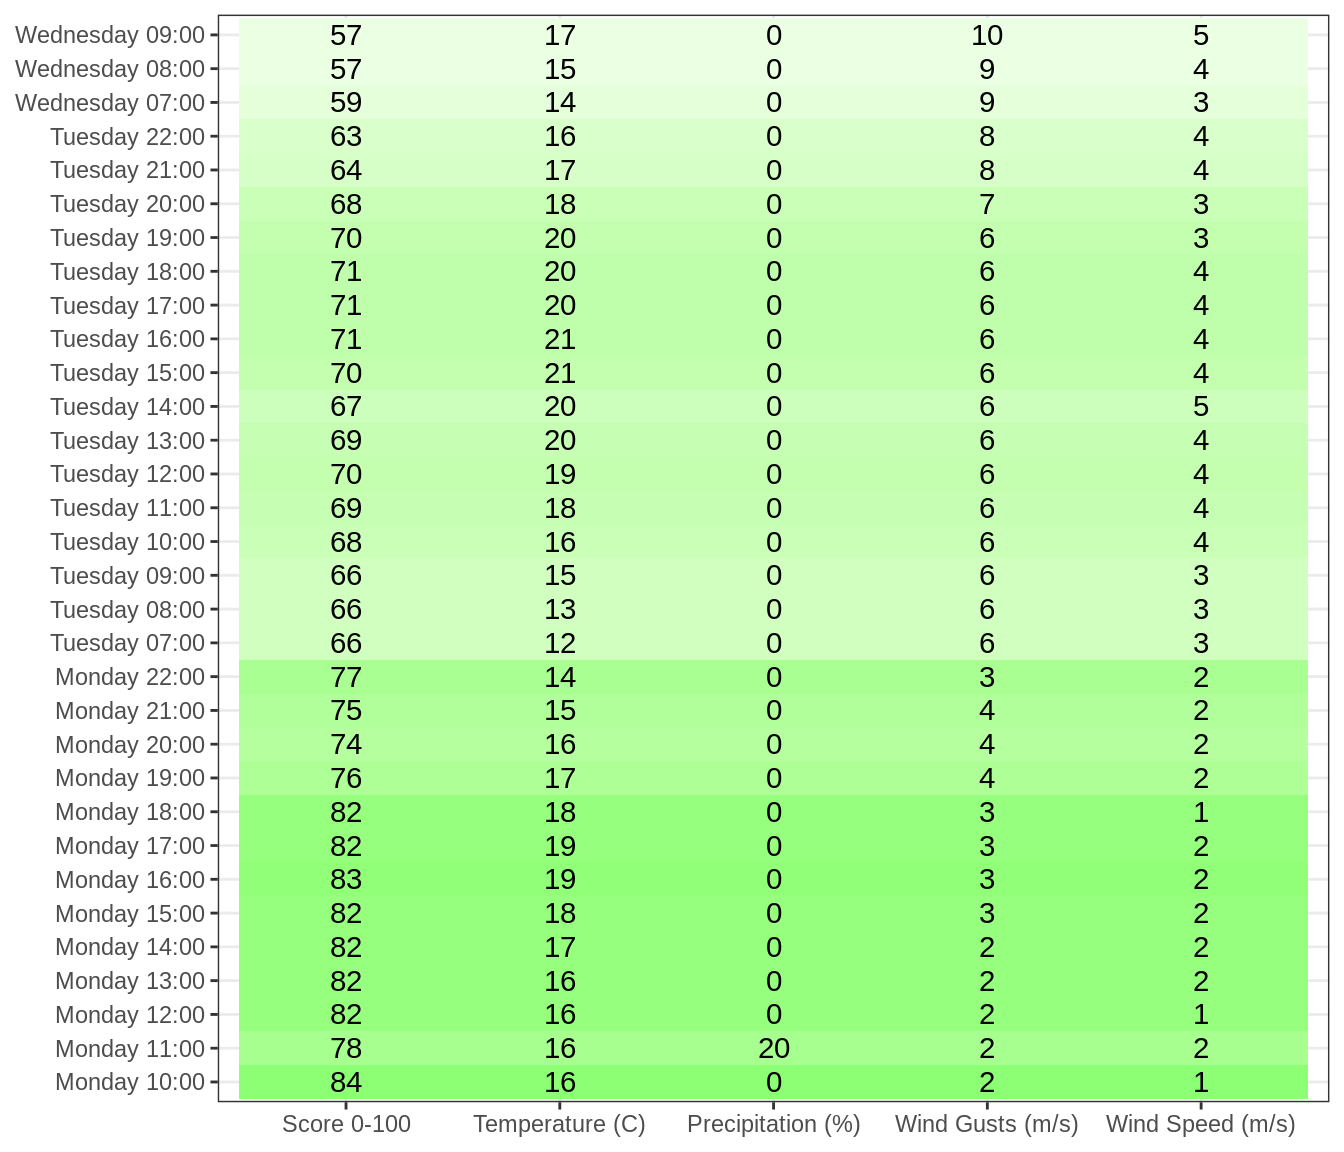 Wednesday 09:00 57 17 0 10 5
Wednesday 08:00 57 15 0 9 4
Wednesday 07:00 59 14 0 9 3
Tuesday 22:00 63 16 0 8 4
Tuesday 21:00 64 17 0 8 4
Tuesday 20:00 68 18 0 7 3
Tuesday 19:00 70 20 0 6 3
Tuesday 18:00 71 20 0 6 4
Tuesday 17:00 71 20 0 6 4
Tuesday 16:00 71 21 0 6 4
Tuesday 15:00 70 21 0 6 4
Tuesday 14:00 67 20 0 6 5
Tuesday 13:00 69 20 0 6 4
Tuesday 12:00 70 19 0 6 4
Tuesday 11:00 69 18 0 6 4
Tuesday 10:00 68 16 0 6 4
Tuesday 09:00 66 15 0 6 3
Tuesday 08:00 66 13 0 6 3
Tuesday 07:00 66 12 0 6 3
Monday 22:00 77 14 0 3 2
Monday 21:00 75 15 0 4 2
Monday 20:00 74 16 0 4 2
Monday 19:00 76 17 0 4 2
Monday 18:00 82 18 0 3 1
Monday 17:00 82 19 0 3 2
Monday 16:00 83 19 0 3 2
Monday 15:00 82 18 0 3 2
Monday 14:00 82 17 0 2 2
Monday 13:00 82 16 0 2 2
Monday 12:00 82 16 0 2 1
Monday 11:00 78 16 20 2 2
Monday 10:00 84 16 0 2 1
Score 0-100 Temperature (C) Precipitation (%) Wind Gusts (m/s) Wind Speed (m/s)